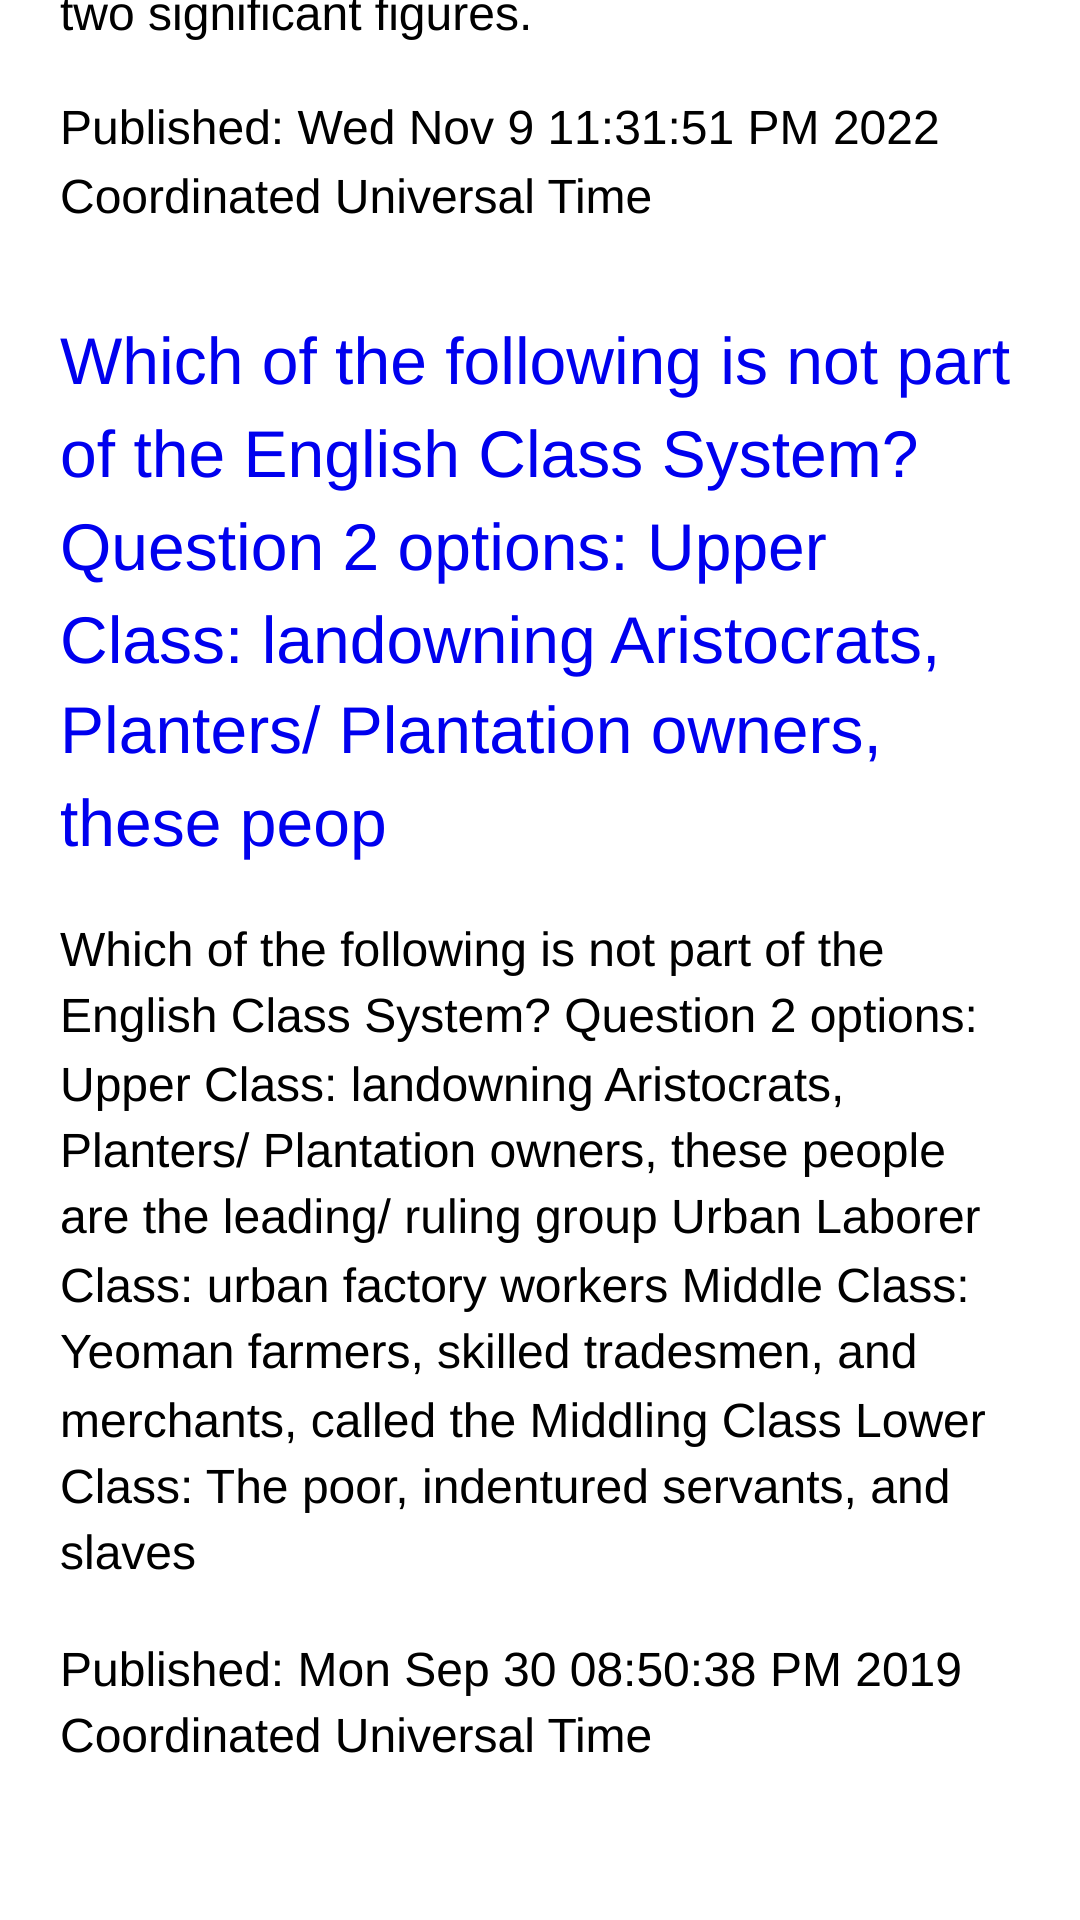 two significant figures.
Published: Wed Nov 9 11:31:51 PM 2022
Coordinated Universal Time
Which of the following is not part
of the English Class System?
Question 2 options: Upper
Class: landowning Aristocrats,
Planters/ Plantation owners,
these peop
Which of the following is not part of the
English Class System? Question 2 options:
Upper Class: landowning Aristocrats,
Planters/ Plantation owners, these people
are the leading/ ruling group Urban Laborer
Class: urban factory workers Middle Class:
Yeoman farmers, skilled tradesmen, and
merchants, called the Middling Class Lower
Class: The poor, indentured servants, and
slaves
Published: Mon Sep 30 08:50:38 PM 2019
Coordinated Universal Time